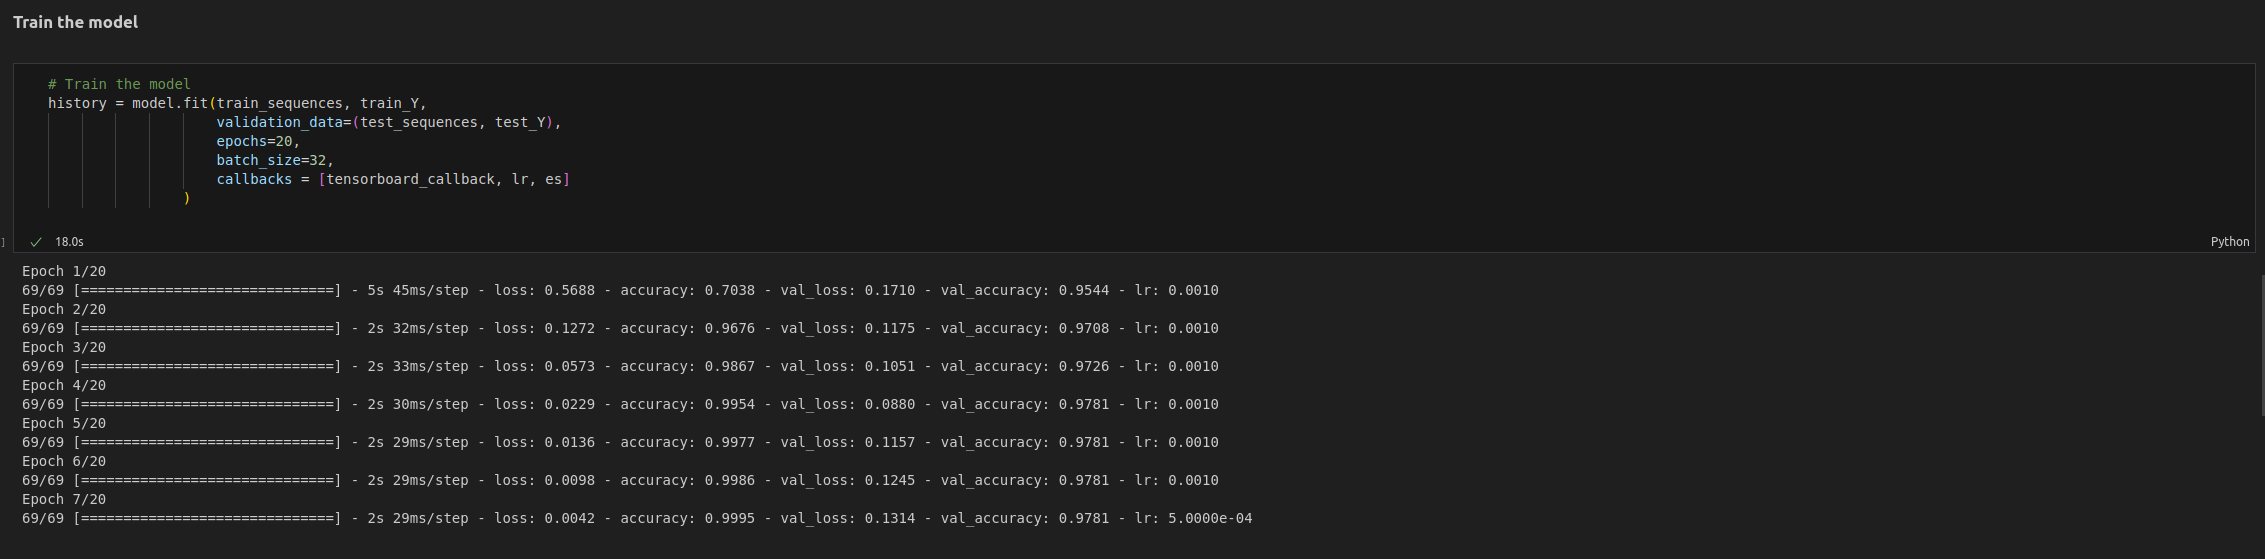 Train the model
# Train the model
history = model.fit(train_sequences, train_Y,
validation_data=(test_sequences, test_Y),
epochs=20,
batch_size=32,
callbacks = [tensorboard_callback, lr, es]
)
] ✓ 18.0s Python
Epoch 1/20
69/69 [==============================] - 5s 45ms/step - loss: 0.5688 - accuracy: 0.7038 - val_loss: 0.1710 - val_accuracy: 0.9544 - lr: 0.0010
Epoch 2/20
69/69 [==============================] - 2s 32ms/step - loss: 0.1272 - accuracy: 0.9676 - val_loss: 0.1175 - val_accuracy: 0.9708 - lr: 0.0010
Epoch 3/20
69/69 [==============================] - 2s 33ms/step - loss: 0.0573 - accuracy: 0.9867 - val_loss: 0.1051 - val_accuracy: 0.9726 - lr: 0.0010
Epoch 4/20
69/69 [==============================] - 2s 30ms/step - loss: 0.0229 - accuracy: 0.9954 - val_loss: 0.0880 - val_accuracy: 0.9781 - lr: 0.0010
Epoch 5/20
69/69 [==============================] - 2s 29ms/step - loss: 0.0136 - accuracy: 0.9977 - val_loss: 0.1157 - val_accuracy: 0.9781 - lr: 0.0010
Epoch 6/20
69/69 [==============================] - 2s 29ms/step - loss: 0.0098 - accuracy: 0.9986 - val_loss: 0.1245 - val_accuracy: 0.9781 - lr: 0.0010
Epoch 7/20
69/69 [==============================] - 2s 29ms/step - loss: 0.0042 - accuracy: 0.9995 - val_loss: 0.1314 - val_accuracy: 0.9781 - lr: 5.0000e-04